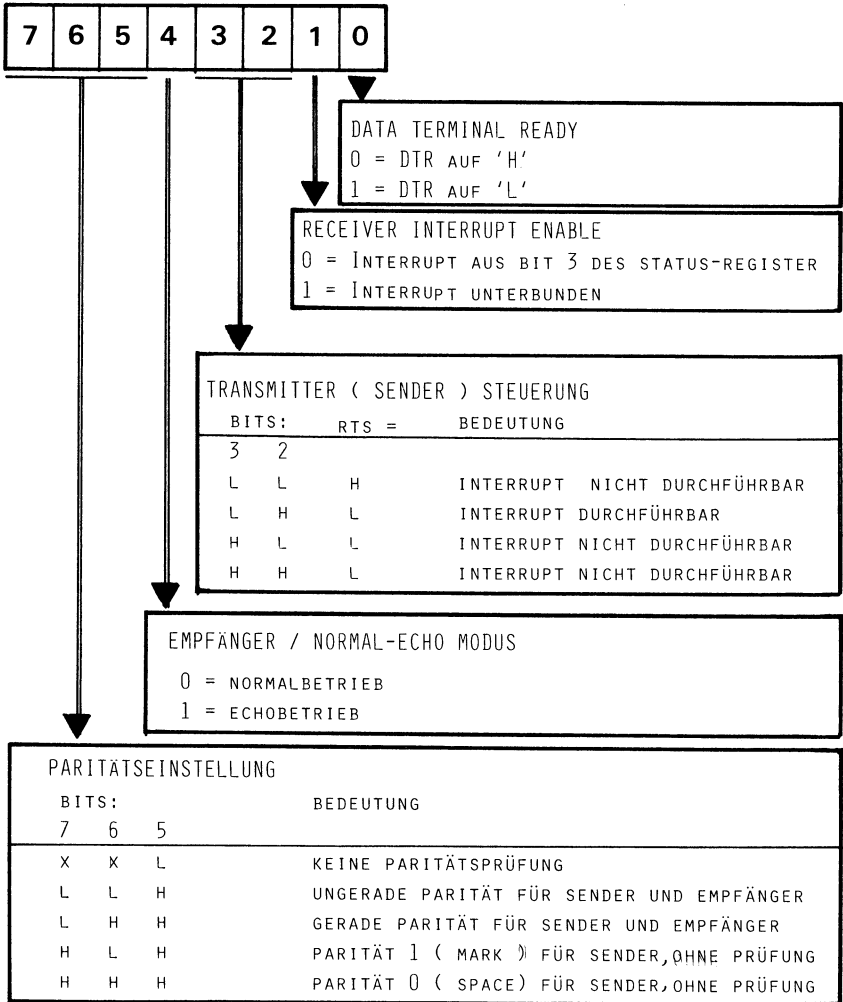 7 6 5 4 3 2 1 0
DATA TERMINAL READY
0 = DTR AUF 'H'
1 = DTR AUF 'L'
RECEIVER INTERRUPT ENABLE
0 = INTERRUPT AUS BIT 3 DES STATUS-REGISTER
1 = INTERRUPT UNTERBUNDEN
TRANSMITTER ( SENDER ) STEUERUNG
BITS: RTS = BEDEUTUNG
3 2
L L H INTERRUPT NICHT DURCHFÜHRBAR
L H L INTERRUPT DURCHFÜHRBAR
H L L INTERRUPT NICHT DURCHFÜHRBAR
H H L INTERRUPT NICHT DURCHFÜHRBAR
EMPFÄNGER / NORMAL-ECHO MODUS
0 = NORMALBETRIEB
1 = ECHOBETRIEB
PARITÄTSEINSTELLUNG
BITS: BEDEUTUNG
7 6 5
X X L KEINE PARITÄTSPRÜFUNG
L L H UNGERADE PARITÄT FÜR SENDER UND EMPFÄNGER
L H H GERADE PARITÄT FÜR SENDER UND EMPFÄNGER
H L H PARITÄT 1 ( MARK ) FÜR SENDER,OHNE PRÜFUNG
H H H PARITÄT 0 ( SPACE) FÜR SENDER,OHNE PRÜFUNG